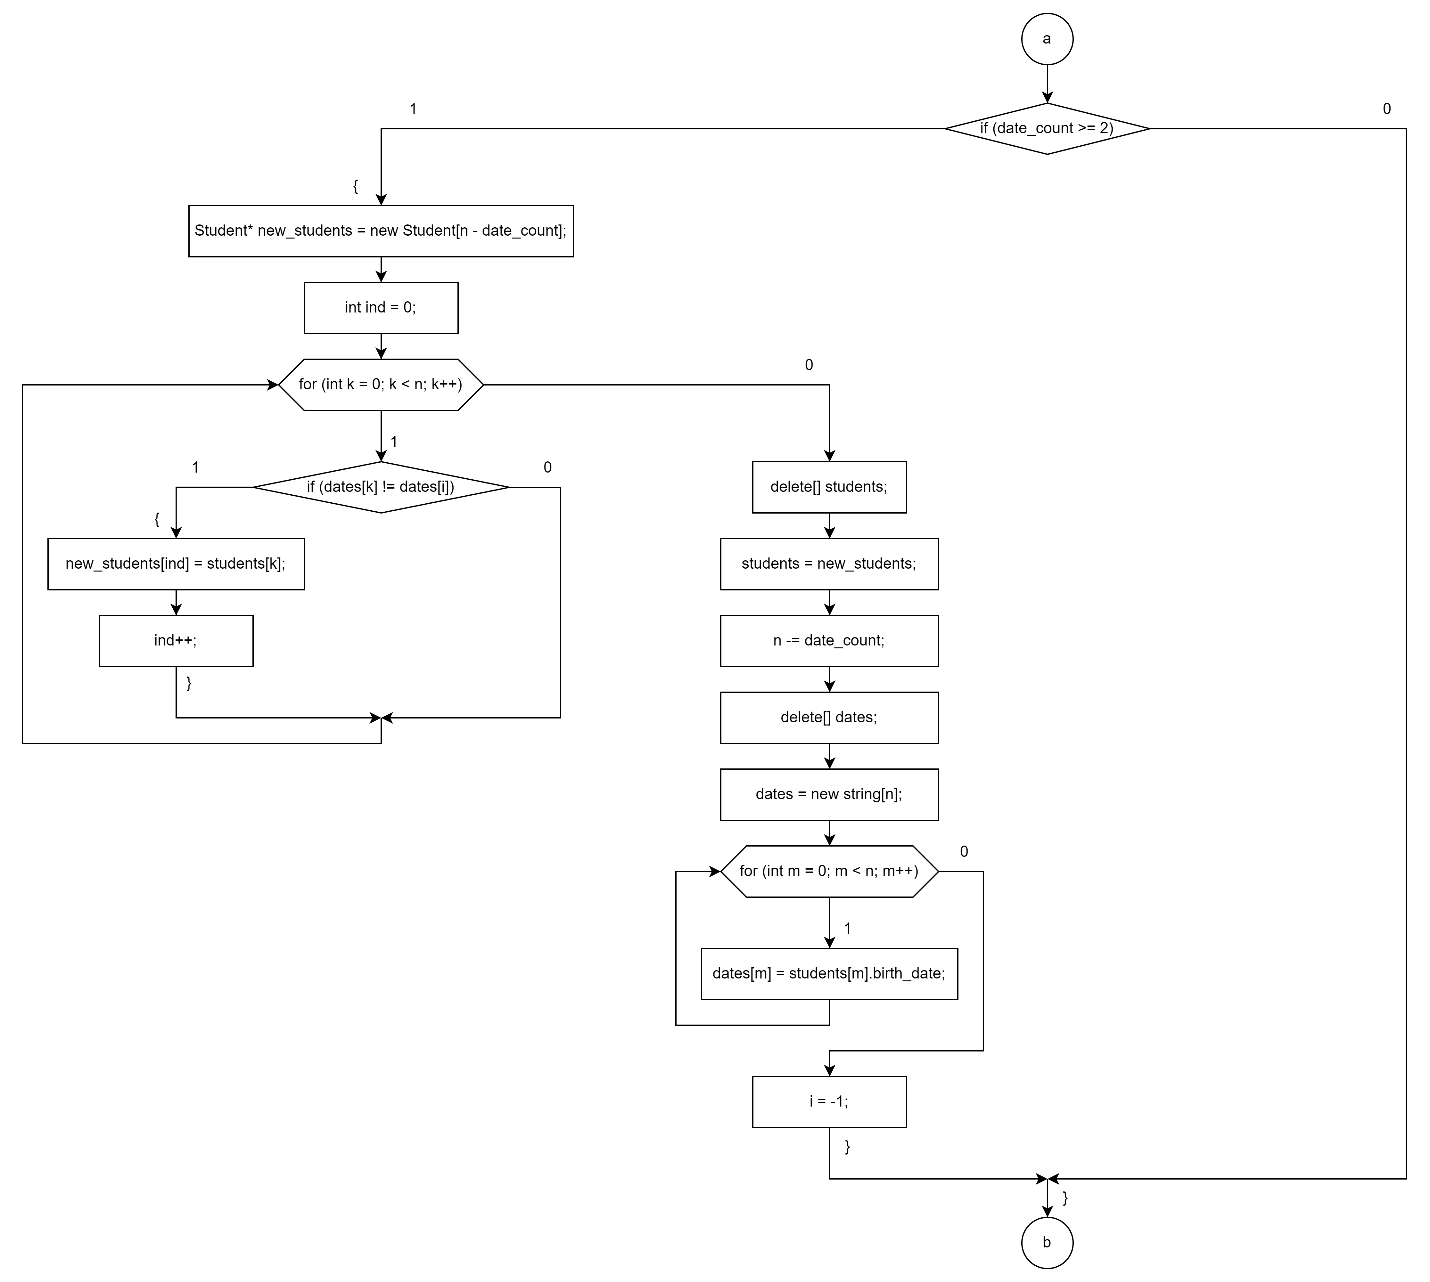 a
if (date_count >= 2)
1
0
{
Student* new_students = new Student[n - date_count];
int ind = 0;
for (int k = 0; k < n; k++)
0
1
if (dates[k] != dates[i])
1
0
{
new_students[ind] = students[k];
ind++;
}
delete[] students;
students = new_students;
n -= date_count;
delete[] dates;
dates = new string[n];
for (int m = 0; m < n; m++)
0
1
dates[m] = students[m].birth_date;
i = -1;
}
}
b